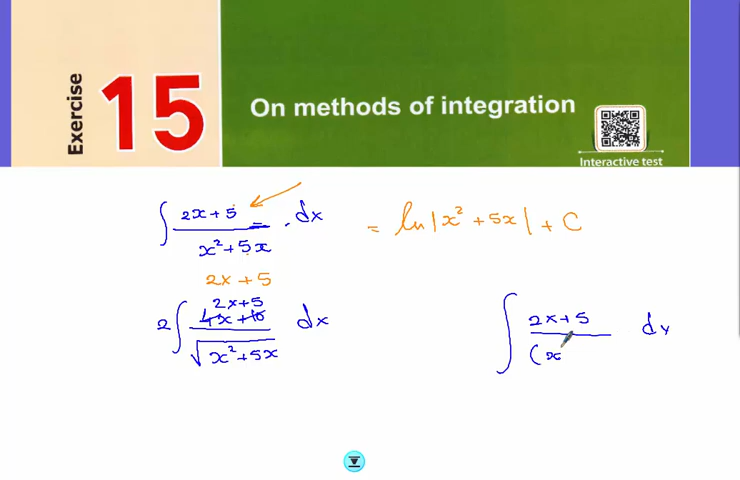 Exercise 15
On methods of integration
Interactive test
∫ (2x+5)/(x²+5x) . dx = ln|x²+5x| + C
2x+5
2x+5
2 ∫ (4x+10)/√(x²+5x) dx
∫ (2x+5)/(x dx